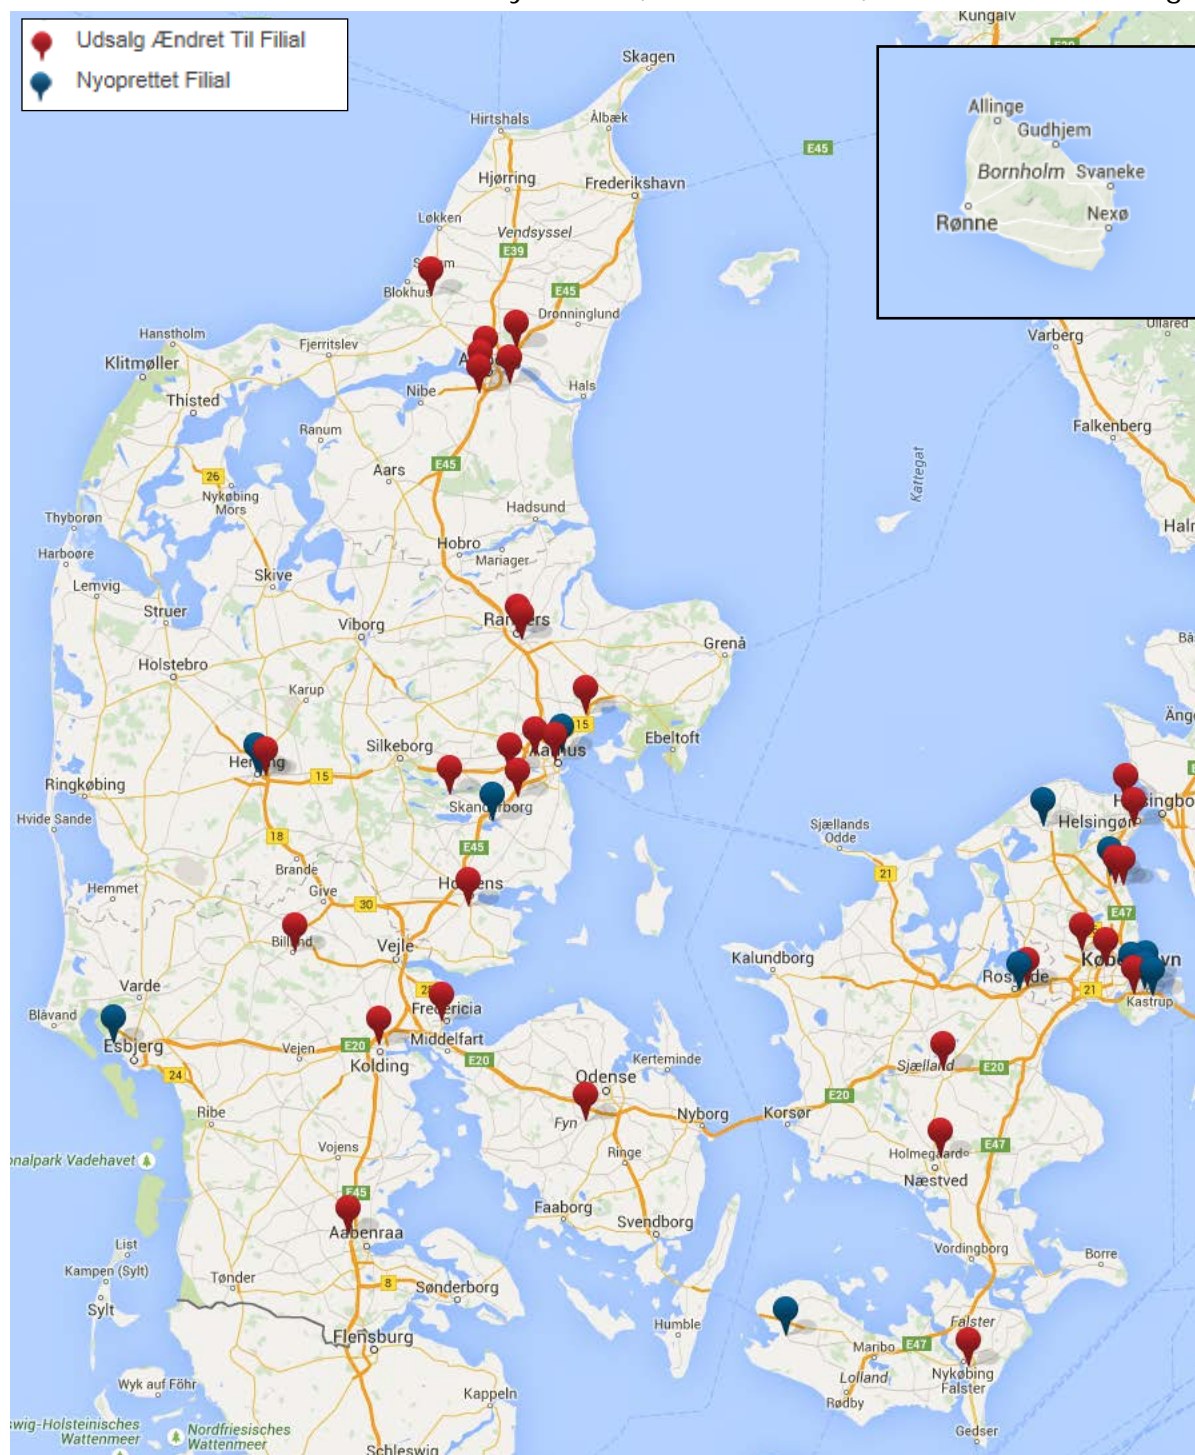 Udsalg Ændret Til Filial
Nyoprettet Filial
Kungälv
Skagen
Hirtshals
Ålbæk
E45
Allinge
Gudhjem
Bornholm
Svaneke
Rønne
Nexø
Hjørring
Frederikshavn
Løkken
Vendsyssel
E39
Blokhus
E45
Dronninglund
Hanstholm
Klitmøller
Fjerritslev
Varberg
Ullared
Nibe
Hals
Thisted
Ranum
Falkenberg
E45
Aars
26
Nykøbing
Mors
Kattegat
Hadsund
Thyborøn
Harboøre
Hobro
Mariager
Lemvig
Skive
Struer
Viborg
Grenå
Holstebro
Karup
15
Silkeborg
Ebeltoft
15
Ringkøbing
Hvide Sande
18
Sjællands
Odde
Helsingør
E45
Brande
21
Hemmet
Give
30
E47
Vejle
Kalundborg
Varde
Fredericia
21
Kastrup
Blåvand
Esbjerg
Middelfart
E20
Vejen
Kolding
E20
Kerteminde
Sjælland
E20
24
Odense
E20
Ribe
Fyn
Nyborg
Korsør
Vojens
Ringe
Holmegaard
E47
Næstved
onalpark Vadehavet
E45
Faaborg
Svendborg
Aabenraa
List
Vordingborg
Borre
Kampen (Sylt)
Tønder
8
Sønderborg
Sylt
Humble
Falster
Flensburg
E47
Maribo
Lolland
Nykøbing
Falster
Wyk auf Föhr
Rødby
Kappeln
wig-Holsteinisches
Wattenmeer
Nordfriesisches
Wattenmeer
Gedser
Schleswig